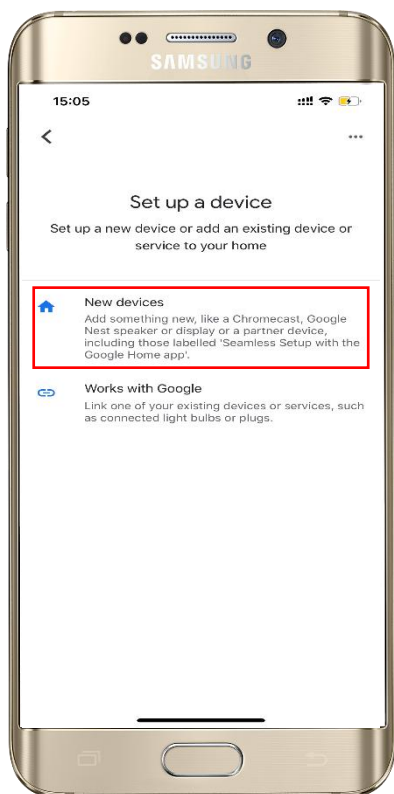 SAMSUNG
15:05
Set up a device
Set up a new device or add an existing device or
service to your home
New devices
Add something new, like a Chromecast, Google
Nest speaker or display or a partner device,
including those labelled 'Seamless Setup with the
Google Home app'.
Works with Google
Link one of your existing devices or services, such
as connected light bulbs or plugs.